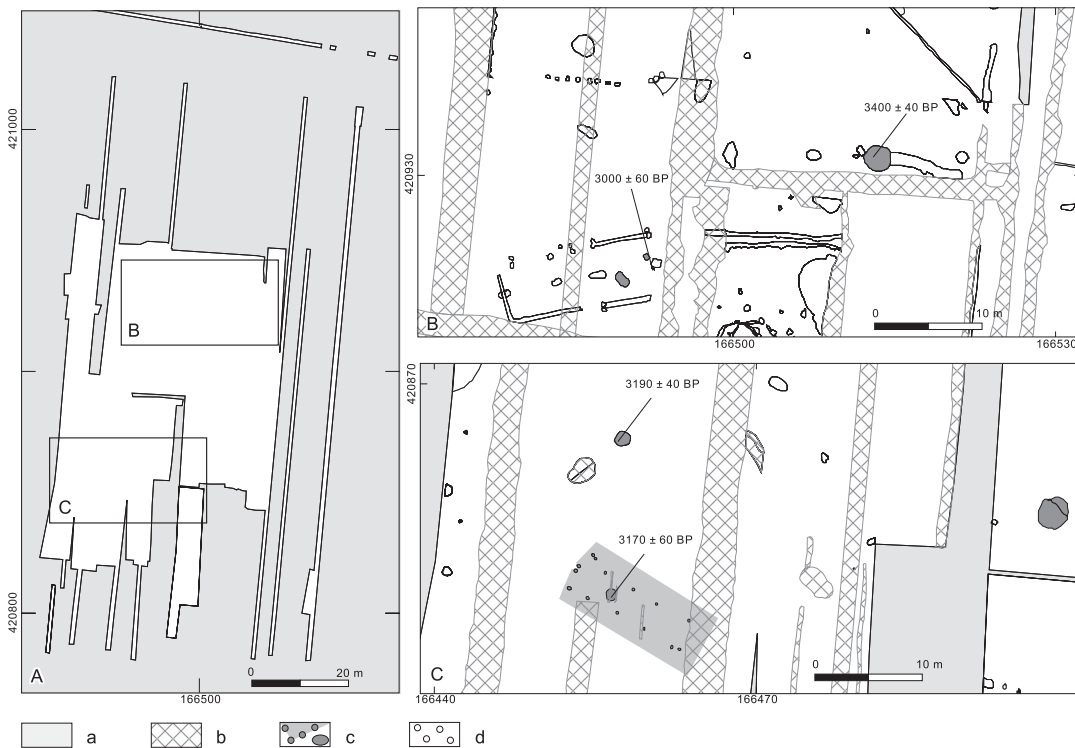 421000
420800
166500
A
B
C
0 20 m
3400 ± 40 BP
3000 ± 60 BP
420930
B
0 10 m
166500
166530
420870
3190 ± 40 BP
3170 ± 60 BP
C
0 10 m
166440
166470
a
b
c
d